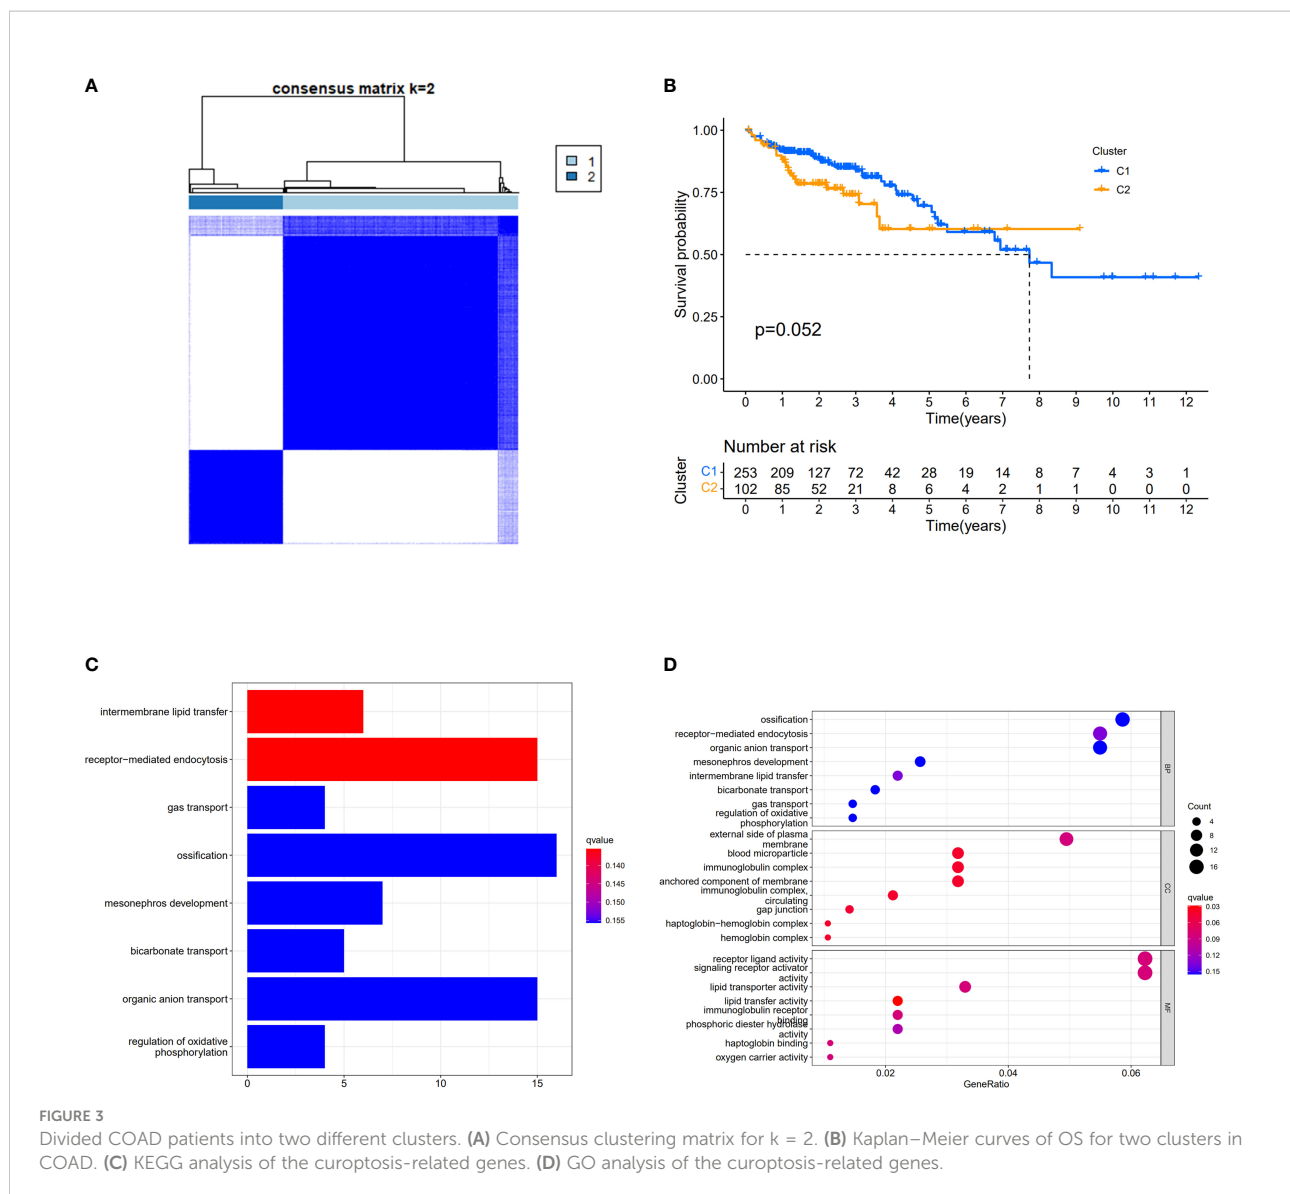 A
consensus matrix k=2
1
2
B
1.00
0.75
0.50
0.25
0.00
Survival probability
p=0.052
Cluster
C1
C2
0 1 2 3 4 5 6 7 8 9 10 11 12
Time(years)
Number at risk
Cluster
C1 253 209 127 72 42 28 19 14 8 7 4 3 1
C2 102 85 52 21 8 6 4 2 1 1 0 0 0
0 1 2 3 4 5 6 7 8 9 10 11 12
Time(years)
C
intermembrane lipid transfer
receptor−mediated endocytosis
gas transport
ossification
mesonephros development
bicarbonate transport
organic anion transport
regulation of oxidative
phosphorylation
0 5 10 15
qvalue
0.140
0.145
0.150
0.155
D
ossification
receptor−mediated endocytosis
organic anion transport
mesonephros development
intermembrane lipid transfer
bicarbonate transport
gas transport
regulation of oxidative
phosphorylation
BP
external side of plasma
membrane
blood microparticle
immunoglobulin complex
anchored component of membrane
immunoglobulin complex,
circulating
gap junction
haptoglobin−hemoglobin complex
hemoglobin complex
CC
receptor ligand activity
signaling receptor activator
activity
lipid transporter activity
lipid transfer activity
immunoglobulin receptor
binding
phosphoric diester hydrolase
activity
haptoglobin binding
oxygen carrier activity
MF
0.02 0.04 0.06
GeneRatio
Count
4
8
12
16
qvalue
0.03
0.06
0.09
0.12
0.15
FIGURE 3
Divided COAD patients into two different clusters. (A) Consensus clustering matrix for k = 2. (B) Kaplan–Meier curves of OS for two clusters in
COAD. (C) KEGG analysis of the curoptosis-related genes. (D) GO analysis of the curoptosis-related genes.